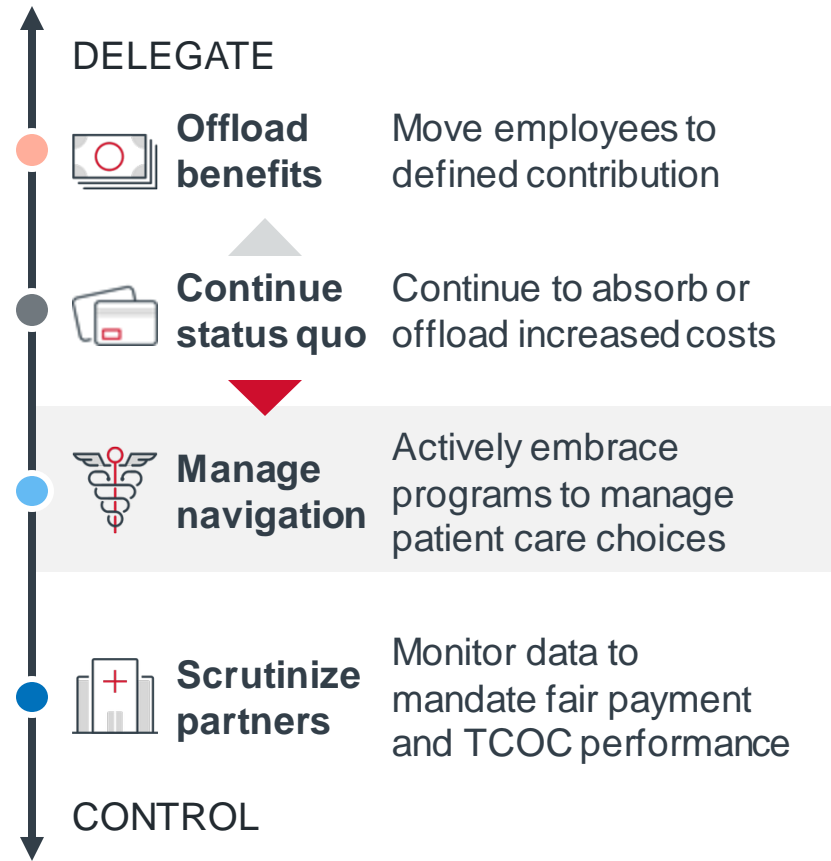 DELEGATE
Offload
benefits
Move employees to
defined contribution
Continue
status quo
Continue to absorb or
offload increased costs
Manage
navigation
Actively embrace
programs to manage
patient care choices
Scrutinize
partners
Monitor data to
mandate fair payment
and TCOC performance
CONTROL